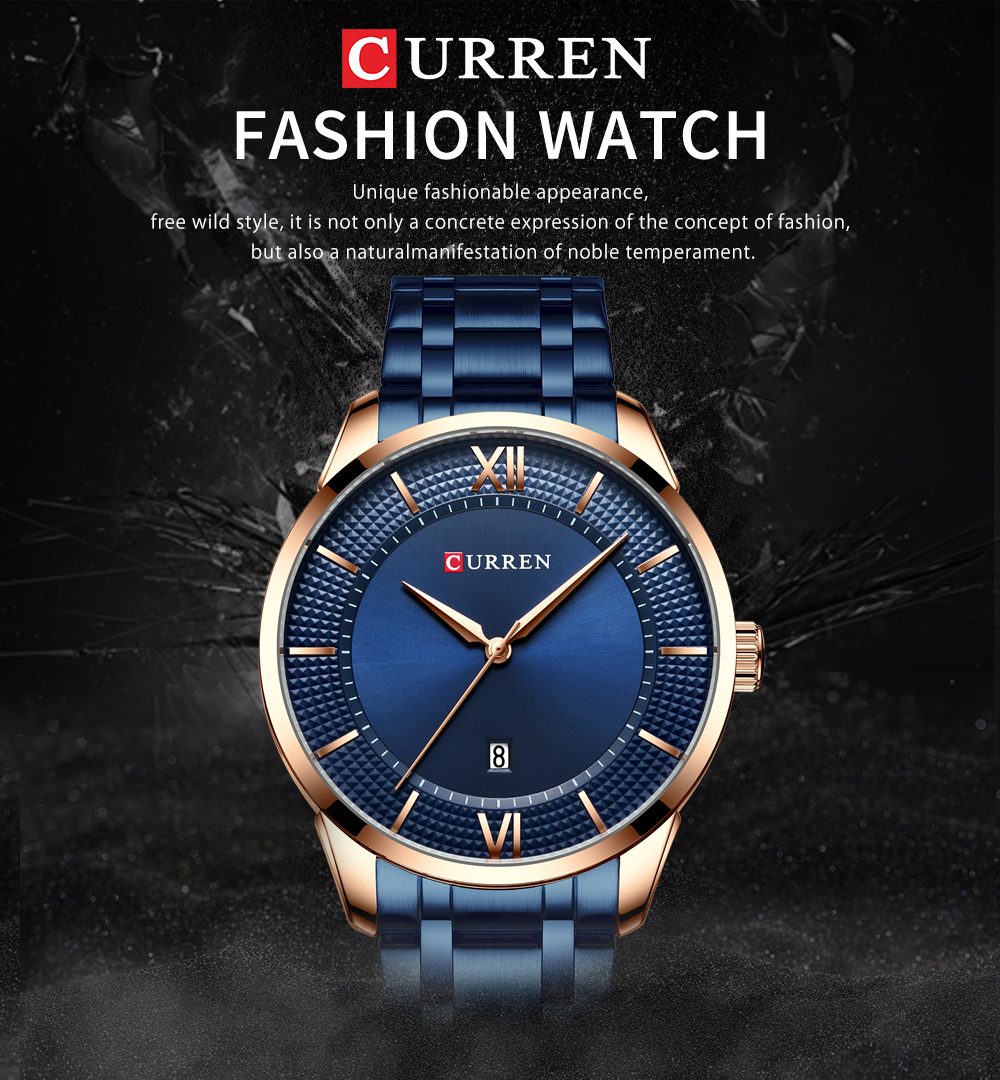 CURREN
FASHION WATCH
Unique fashionable appearance,
free wild style, it is not only a concrete expression of the concept of fashion,
but also a naturalmanifestation of noble temperament.
XII
CURREN
8
VI